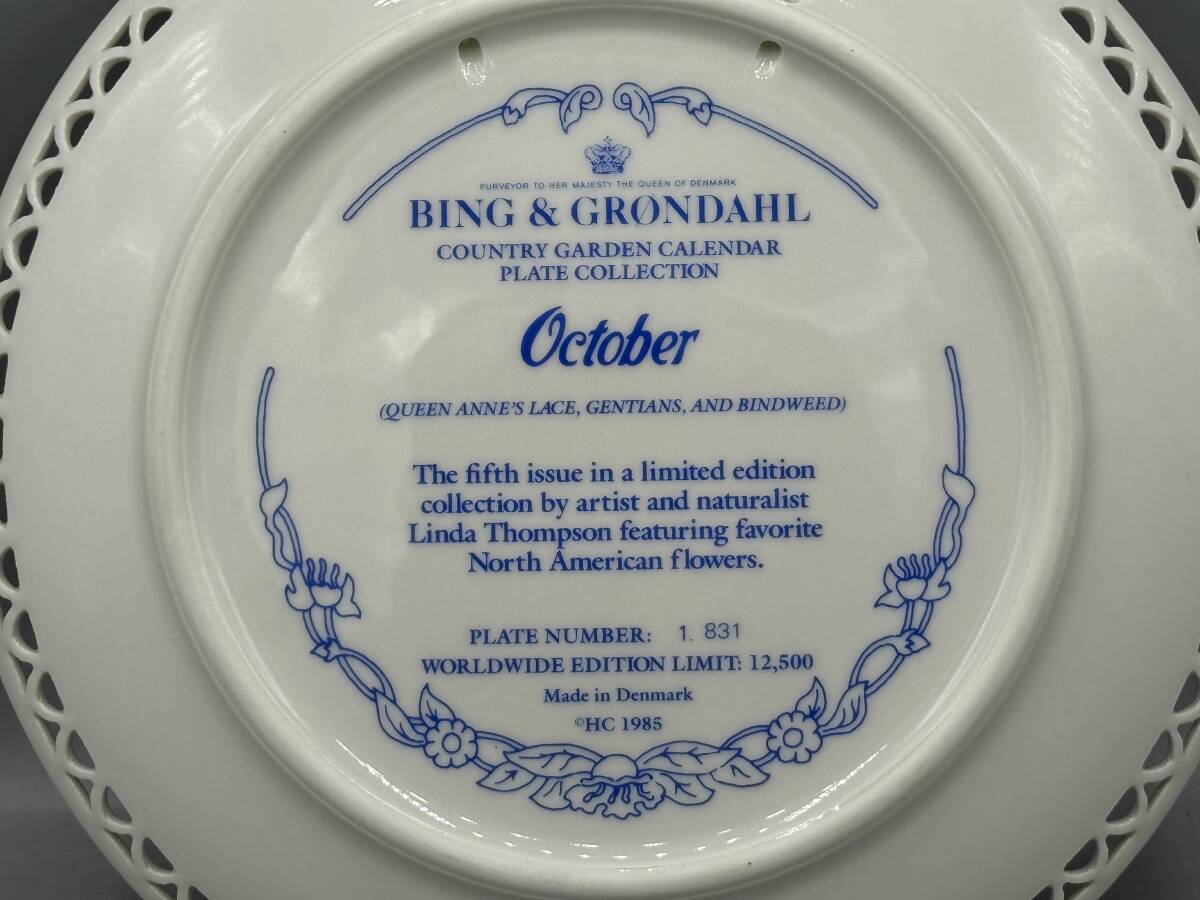 PURVEYOR TO HER MAJESTY THE QUEEN OF DENMARK
BING & GRØNDAHL
COUNTRY GARDEN CALENDAR
PLATE COLLECTION
October
(QUEEN ANNE'S LACE, GENTIANS, AND BINDWEED)
The fifth issue in a limited edition
collection by artist and naturalist
Linda Thompson featuring favorite
North American flowers.
PLATE NUMBER: 1. 831
WORLDWIDE EDITION LIMIT: 12,500
Made in Denmark
©HC 1985